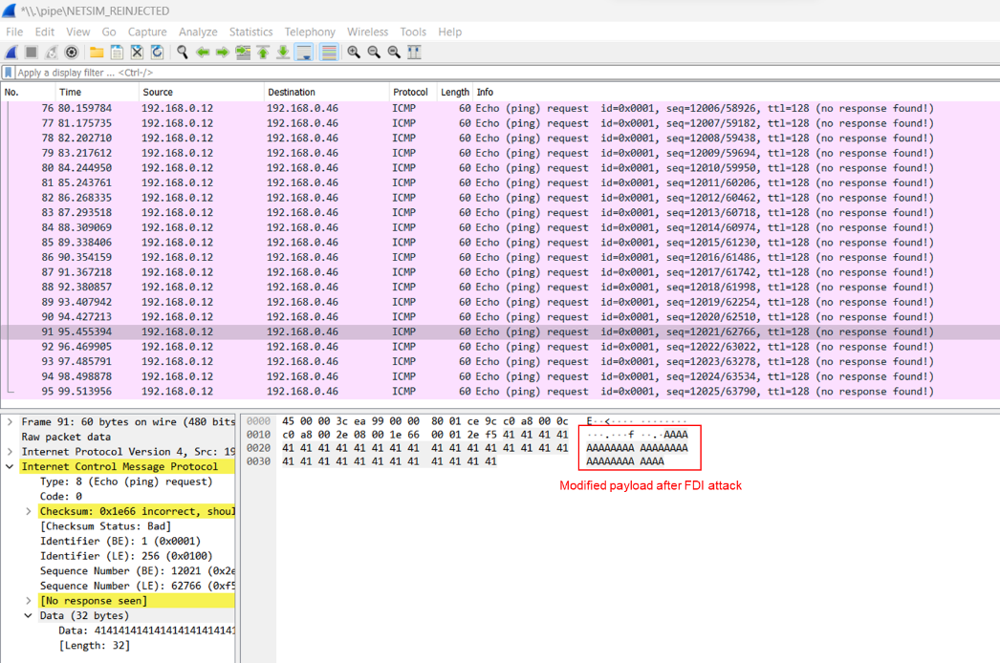 *\\.\pipe\NETSIM_REINJECTED
File Edit View Go Capture Analyze Statistics Telephony Wireless Tools Help
Apply a display filter ... <Ctrl-/>
No. Time Source Destination Protocol Length Info
76 80.159784 192.168.0.12 192.168.0.46 ICMP 60 Echo (ping) request id=0x0001, seq=12006/58926, ttl=128 (no response found!)
77 81.175735 192.168.0.12 192.168.0.46 ICMP 60 Echo (ping) request id=0x0001, seq=12007/59182, ttl=128 (no response found!)
78 82.202710 192.168.0.12 192.168.0.46 ICMP 60 Echo (ping) request id=0x0001, seq=12008/59438, ttl=128 (no response found!)
79 83.217612 192.168.0.12 192.168.0.46 ICMP 60 Echo (ping) request id=0x0001, seq=12009/59694, ttl=128 (no response found!)
80 84.244950 192.168.0.12 192.168.0.46 ICMP 60 Echo (ping) request id=0x0001, seq=12010/59950, ttl=128 (no response found!)
81 85.243761 192.168.0.12 192.168.0.46 ICMP 60 Echo (ping) request id=0x0001, seq=12011/60206, ttl=128 (no response found!)
82 86.268335 192.168.0.12 192.168.0.46 ICMP 60 Echo (ping) request id=0x0001, seq=12012/60462, ttl=128 (no response found!)
83 87.293518 192.168.0.12 192.168.0.46 ICMP 60 Echo (ping) request id=0x0001, seq=12013/60718, ttl=128 (no response found!)
84 88.309069 192.168.0.12 192.168.0.46 ICMP 60 Echo (ping) request id=0x0001, seq=12014/60974, ttl=128 (no response found!)
85 89.338406 192.168.0.12 192.168.0.46 ICMP 60 Echo (ping) request id=0x0001, seq=12015/61230, ttl=128 (no response found!)
86 90.354159 192.168.0.12 192.168.0.46 ICMP 60 Echo (ping) request id=0x0001, seq=12016/61486, ttl=128 (no response found!)
87 91.367218 192.168.0.12 192.168.0.46 ICMP 60 Echo (ping) request id=0x0001, seq=12017/61742, ttl=128 (no response found!)
88 92.380857 192.168.0.12 192.168.0.46 ICMP 60 Echo (ping) request id=0x0001, seq=12018/61998, ttl=128 (no response found!)
89 93.407942 192.168.0.12 192.168.0.46 ICMP 60 Echo (ping) request id=0x0001, seq=12019/62254, ttl=128 (no response found!)
90 94.427213 192.168.0.12 192.168.0.46 ICMP 60 Echo (ping) request id=0x0001, seq=12020/62510, ttl=128 (no response found!)
91 95.455394 192.168.0.12 192.168.0.46 ICMP 60 Echo (ping) request id=0x0001, seq=12021/62766, ttl=128 (no response found!)
92 96.469905 192.168.0.12 192.168.0.46 ICMP 60 Echo (ping) request id=0x0001, seq=12022/63022, ttl=128 (no response found!)
93 97.485791 192.168.0.12 192.168.0.46 ICMP 60 Echo (ping) request id=0x0001, seq=12023/63278, ttl=128 (no response found!)
94 98.498878 192.168.0.12 192.168.0.46 ICMP 60 Echo (ping) request id=0x0001, seq=12024/63534, ttl=128 (no response found!)
95 99.513956 192.168.0.12 192.168.0.46 ICMP 60 Echo (ping) request id=0x0001, seq=12025/63790, ttl=128 (no response found!)
Frame 91: 60 bytes on wire (480 bits
Raw packet data
Internet Protocol Version 4, Src: 19
Internet Control Message Protocol
Type: 8 (Echo (ping) request)
Code: 0
Checksum: 0x1e66 incorrect, shoul
[Checksum Status: Bad]
Identifier (BE): 1 (0x0001)
Identifier (LE): 256 (0x0100)
Sequence Number (BE): 12021 (0x2e
Sequence Number (LE): 62766 (0xf5
[No response seen]
Data (32 bytes)
Data: 41414141414141414141414141
[Length: 32]
0000 45 00 00 3c ea 99 00 00 80 01 ce 9c c0 a8 00 0c E··<···· ········
0010 c0 a8 00 2e 08 00 1e 66 00 01 2e f5 41 41 41 41 ···.···f ··.·AAAA
0020 41 41 41 41 41 41 41 41 41 41 41 41 41 41 41 41 AAAAAAAA AAAAAAAA
0030 41 41 41 41 41 41 41 41 41 41 41 41 AAAAAAAA AAAA
Modified payload after FDI attack